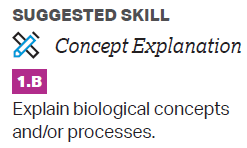 SUGGESTED SKILL
Concept Explanation
1.B
Explain biological concepts
and/or processes.